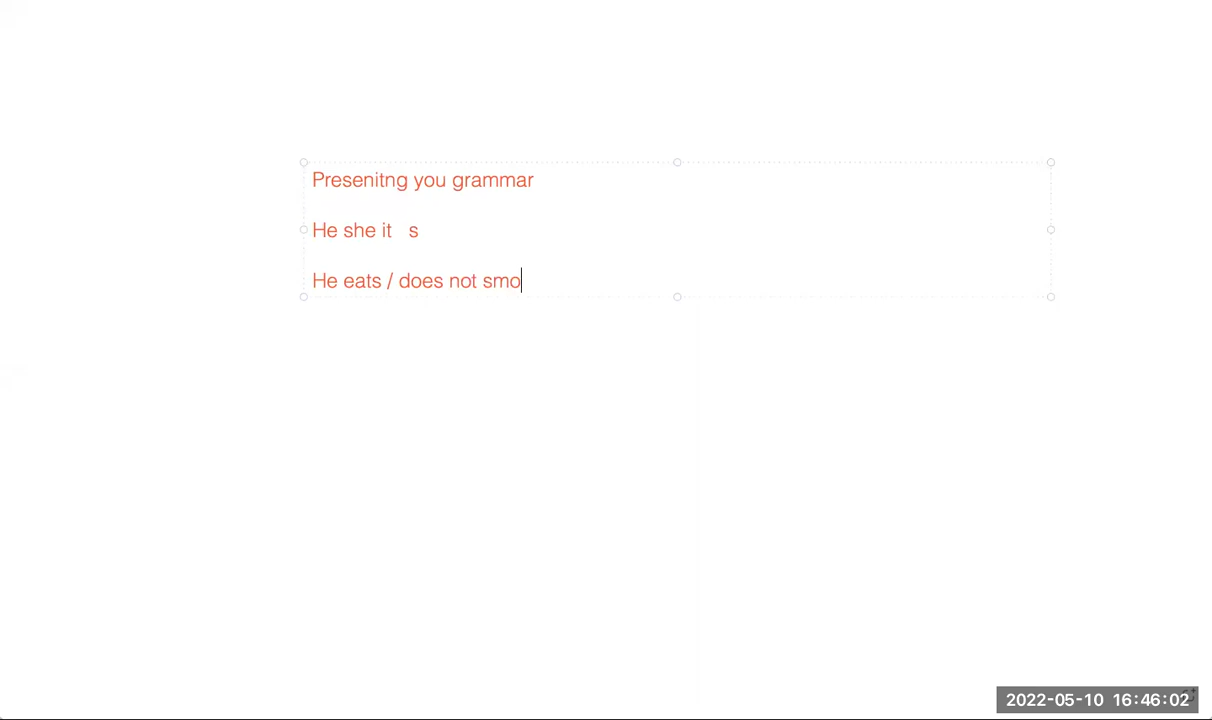 Presenitng you grammar
He she it   s
He eats / does not smo
2022-05-10 16:46:02